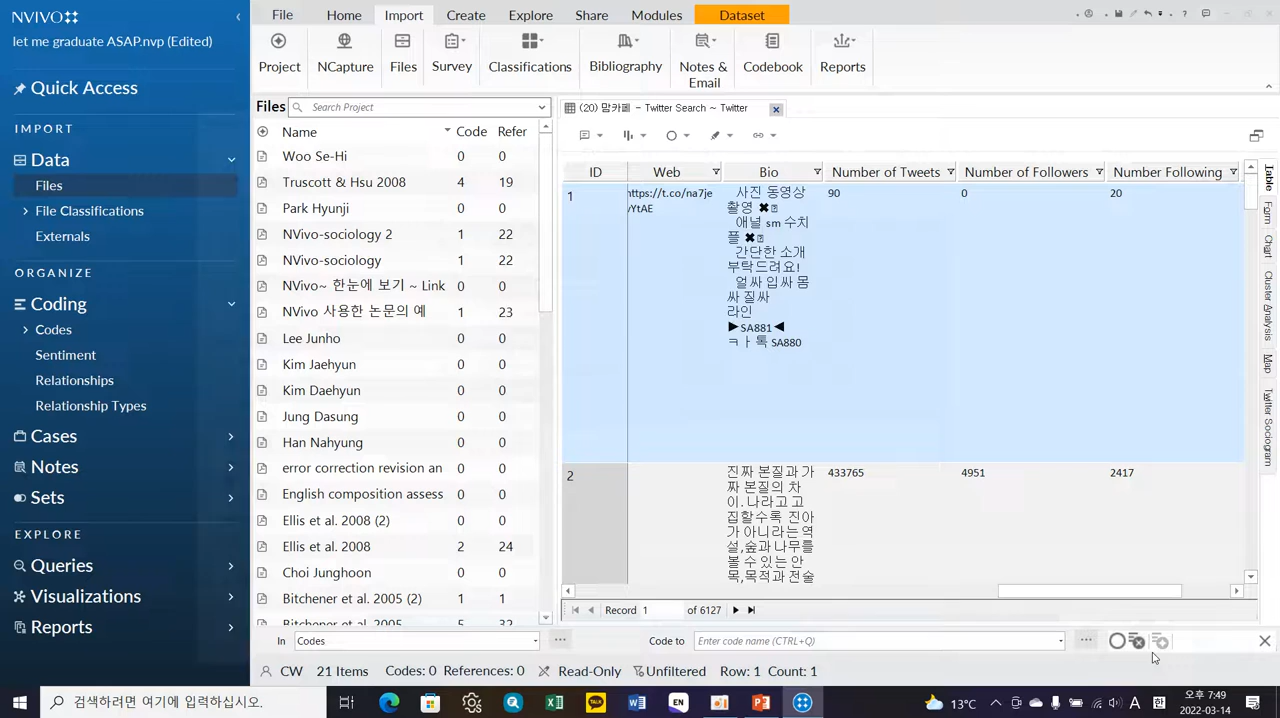 NVIVO
let me graduate ASAP.nvp (Edited)
Quick Access
IMPORT
Data
Files
File Classifications
Externals
ORGANIZE
Coding
Codes
Sentiment
Relationships
Relationship Types
Cases
Notes
Sets
EXPLORE
Queries
Visualizations
Reports
File Home Import Create Explore Share Modules Dataset
Project NCapture Files Survey Classifications Bibliography Notes & Email Codebook Reports
Files Search Project
Name Code Refer
Woo Se-Hi 0 0
Truscott & Hsu 2008 4 19
Park Hyunji 0 0
NVivo-sociology 2 1 22
NVivo-sociology 1 22
NVivo~ 한눈에 보기 ~ Link 0 0
NVivo 사용한 논문의 예 1 23
Lee Junho 0 0
Kim Jaehyun 0 0
Kim Daehyun 0 0
Jung Dasung 0 0
Han Nahyung 0 0
error correction revision an 0 0
English composition assess 0 0
Ellis et al. 2008 (2) 0 0
Ellis et al. 2008 2 24
Choi Junghoon 0 0
Bitchener et al. 2005 (2) 1 1
Bitchener et al. 2005 5 32
(20) 맘카페 - Twitter Search ~ Twitter
ID Web Bio Number of Tweets Number of Followers Number Following
1 https://t.co/na7je 사진 동영상 90 0 20
YtAE 촬영 ✖
애널 sm 수치
플 ✖
간단한 소개
부탁드려요!
얼싸 입싸 몸
싸 질싸
라인
▶SA881◀
ㅋㅏ톡 SA880
2 진짜 본질과 가 433765 4951 2417
짜 본질의 차
이. 나라고 고
집할수록 진아
가 아니라는 역
설,숲과 나무를
볼 수 있는 안
목,목적과 전술
Table
Form
Chart
Cluster Analysis
Map
Twitter Sociogram
Record 1 of 6127
In Codes Code to Enter code name (CTRL+Q)
CW 21 Items Codes: 0 References: 0 Read-Only Unfiltered Row: 1 Count: 1
검색하려면 여기에 입력하십시오.
TALK
EN
13°C
A
한
오후 7:49
2022-03-14